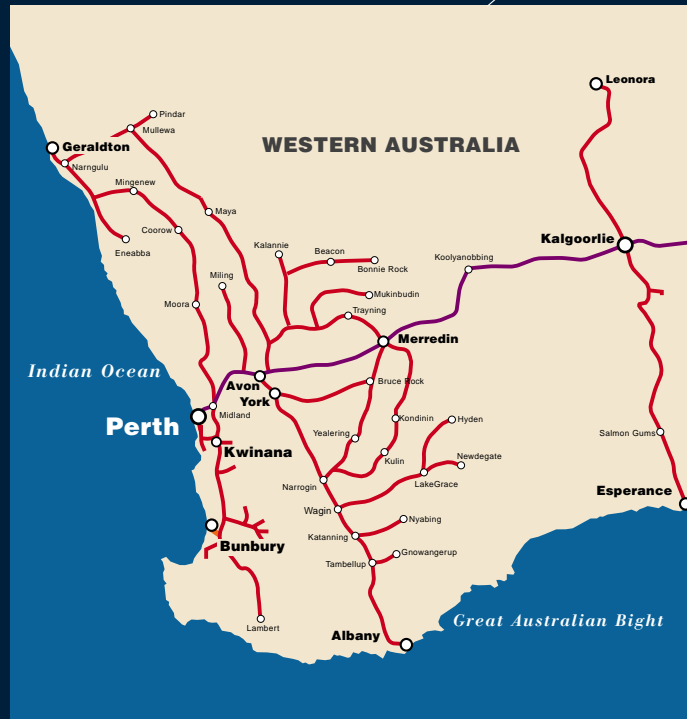 Leonora
Pindar
Mullewa
WESTERN AUSTRALIA
Geraldton
Narngulu
Mingenew
Maya
Coorow
Kalgoorlie
Kalannie
Beacon
Eneabba
Koolyanobbing
Bonnie Rock
Miling
Mukinbudin
Moora
Trayning
Merredin
Indian Ocean
Avon
Bruce Rock
York
Midland
Perth
Kondinin
Hyden
Yealering
Salmon Gums
Kwinana
Newdegate
Kulin
LakeGrace
Narrogin
Esperance
Wagin
Nyabing
Katanning
Bunbury
Gnowangerup
Tambellup
Great Australian Bight
Lambert
Albany